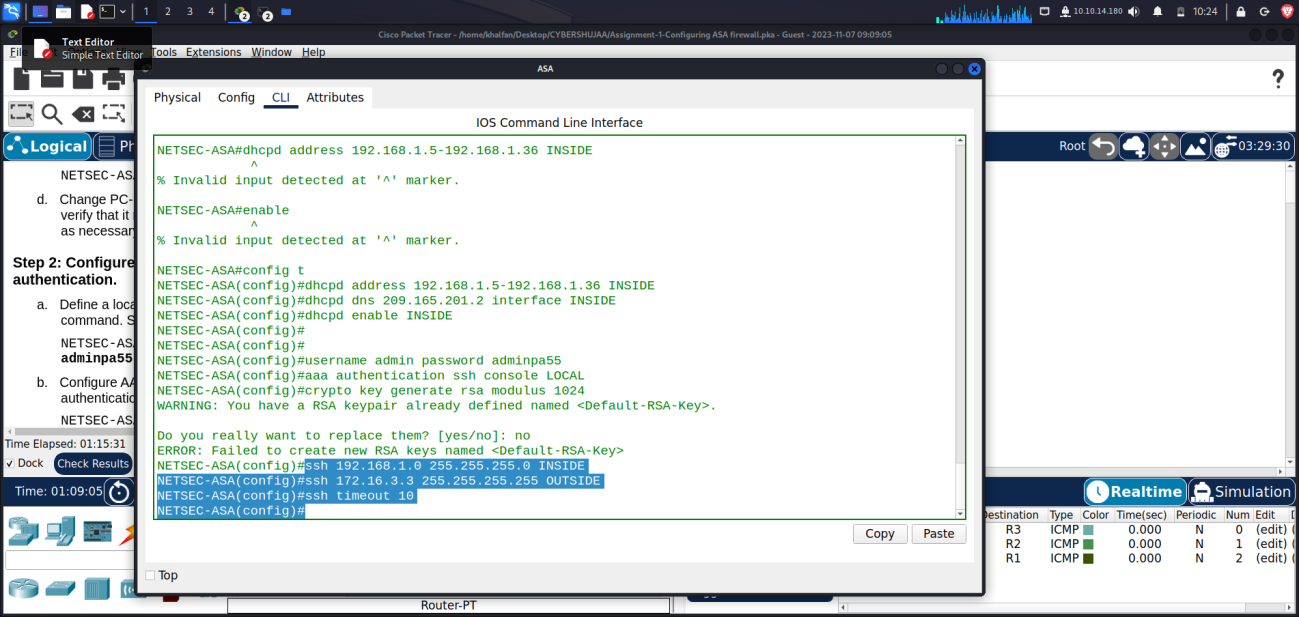 1 2 3 4 2 2 10.10.14.180 10:24
Cisco Packet Tracer - /home/khalfan/Desktop/CYBERSHUJAA/Assignment-1-Configuring ASA firewall.pka - Guest - 2023-11-07 09:09:05
Text Editor
Simple Text Editor
File Tools Extensions Window Help
ASA
?
Physical Config CLI Attributes
IOS Command Line Interface
Logical
Root 03:29:30
NETSEC-ASA#dhcpd address 192.168.1.5-192.168.1.36 INSIDE
^
% Invalid input detected at '^' marker.
NETSEC-ASA#enable
^
% Invalid input detected at '^' marker.
NETSEC-ASA#config t
NETSEC-ASA(config)#dhcpd address 192.168.1.5-192.168.1.36 INSIDE
NETSEC-ASA(config)#dhcpd dns 209.165.201.2 interface INSIDE
NETSEC-ASA(config)#dhcpd enable INSIDE
NETSEC-ASA(config)#
NETSEC-ASA(config)#
NETSEC-ASA(config)#username admin password adminpa55
NETSEC-ASA(config)#aaa authentication ssh console LOCAL
NETSEC-ASA(config)#crypto key generate rsa modulus 1024
WARNING: You have a RSA keypair already defined named <Default-RSA-Key>.
Do you really want to replace them? [yes/no]: no
ERROR: Failed to create new RSA keys named <Default-RSA-Key>
NETSEC-ASA(config)#ssh 192.168.1.0 255.255.255.0 INSIDE
NETSEC-ASA(config)#ssh 172.16.3.3 255.255.255.255 OUTSIDE
NETSEC-ASA(config)#ssh timeout 10
NETSEC-ASA(config)#
Copy Paste
Top
NETSEC-AS
d. Change PC-
verify that it
as necessary
Step 2: Configure
authentication.
a. Define a loca
command. S
NETSEC-AS
adminpa55
b. Configure AA
authentication
NETSEC-AS
Time Elapsed: 01:15:31
Dock Check Results
Time: 01:09:05
Realtime Simulation
Destination Type Color Time(sec) Periodic Num Edit
R3 ICMP 0.000 N 0 (edit)
R2 ICMP 0.000 N 1 (edit)
R1 ICMP 0.000 N 2 (edit)
Router-PT